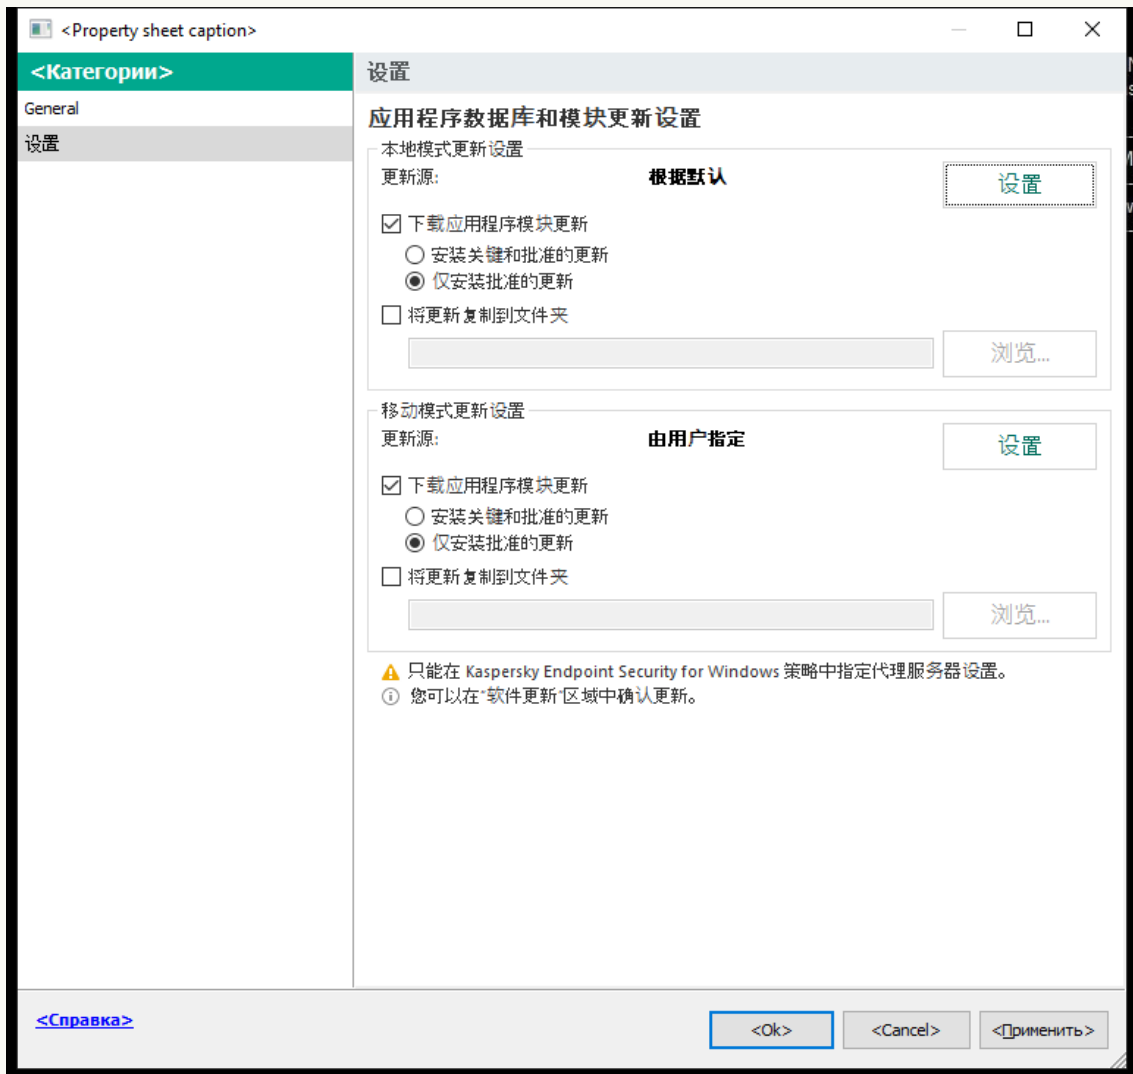 <Property sheet caption>
<Категории>
General
设置
设置
应用程序数据库和模块更新设置
本地模式更新设置
更新源: 根据默认 设置
下载应用程序模块更新
安装关键和批准的更新
仅安装批准的更新
将更新复制到文件夹
浏览...
移动模式更新设置
更新源: 由用户指定 设置
下载应用程序模块更新
安装关键和批准的更新
仅安装批准的更新
将更新复制到文件夹
浏览...
只能在 Kaspersky Endpoint Security for Windows 策略中指定代理服务器设置。
您可以在"软件更新"区域中确认更新。
<Справка>
<Ok> <Cancel> <Применить>